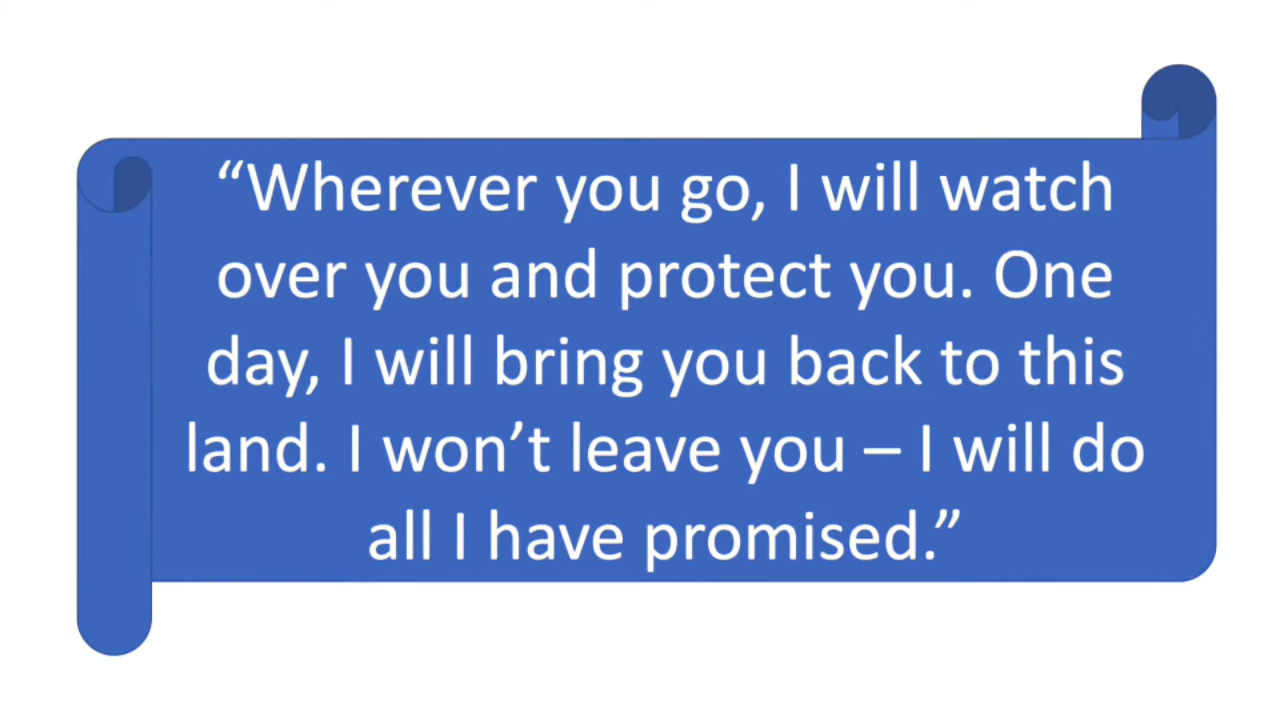 “Wherever you go, I will watch
over you and protect you. One
day, I will bring you back to this
land. I won’t leave you – I will do
all I have promised.”